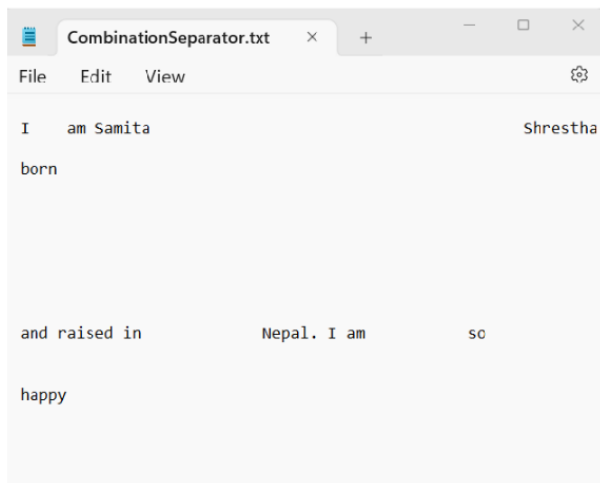 CombinationSeparator.txt
File Edit View
I am Samita Shrestha
born
and raised in Nepal. I am so
happy